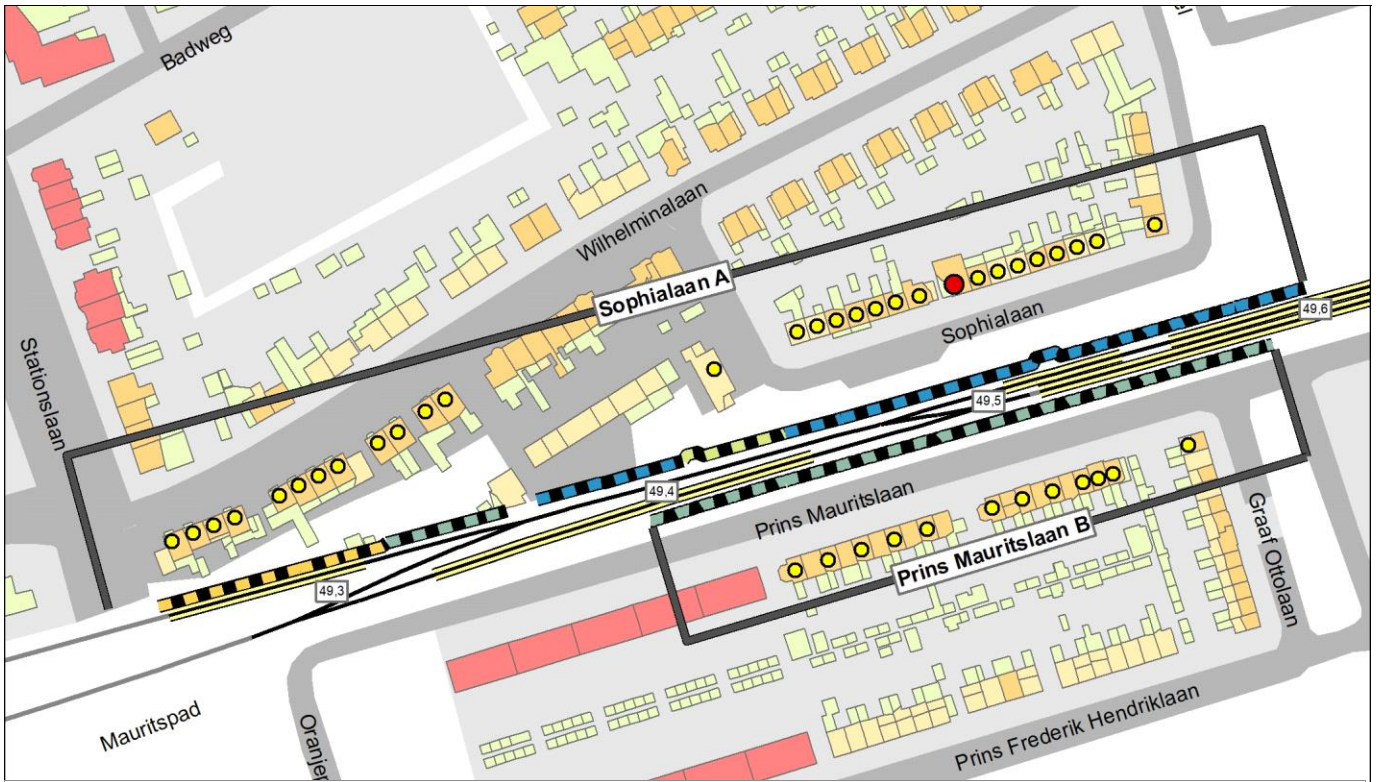 Badweg
Wilhelminalaan
Sophialaan A
Sophialaan
Stationslaan
49,6
49,5
49,4
49,3
Prins Mauritslaan
Prins Mauritslaan B
Graaf Ottolaan
Mauritspad
Oranjer
Prins Frederik Hendriklaan